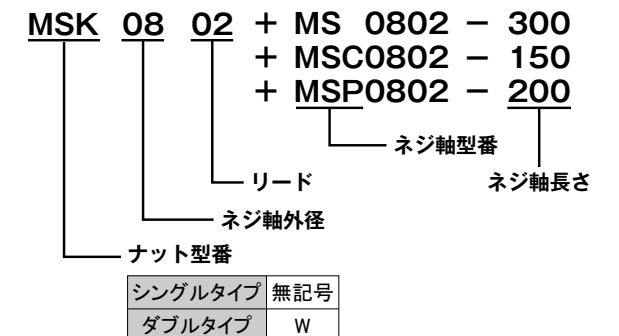 MSK 08 02 + MS 0802 - 300
+ MSC0802 - 150
+ MSP0802 - 200
ネジ軸型番
リード
ネジ軸長さ
ネジ軸外径
ナット型番
シングルタイプ 無記号
ダブルタイプ W